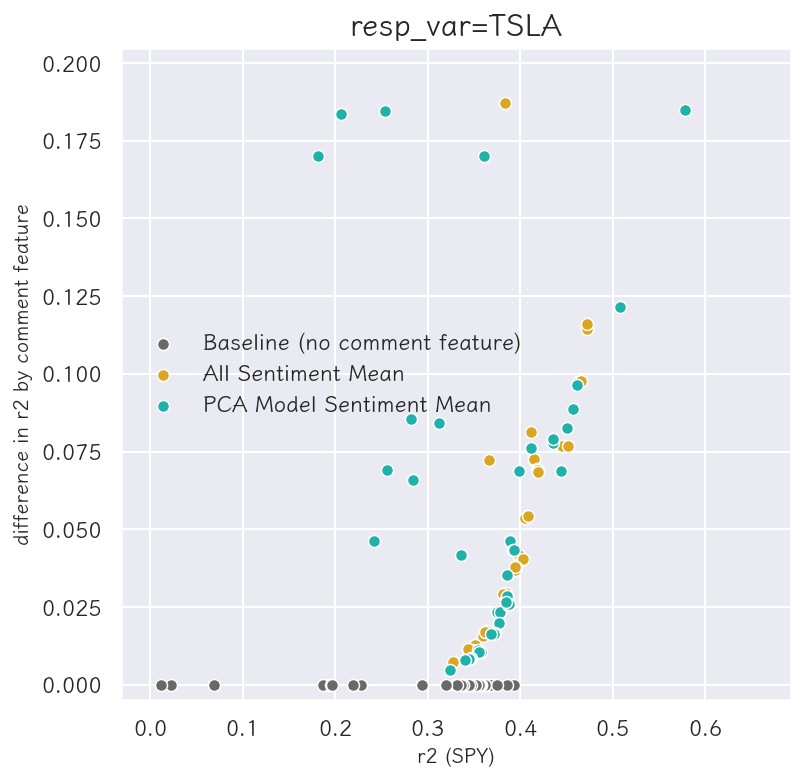 resp_var=TSLA
difference in r2 by comment feature
0.200
0.175
0.150
0.125
0.100
0.075
0.050
0.025
0.000
Baseline (no comment feature)
All Sentiment Mean
PCA Model Sentiment Mean
0.0 0.1 0.2 0.3 0.4 0.5 0.6
r2 (SPY)